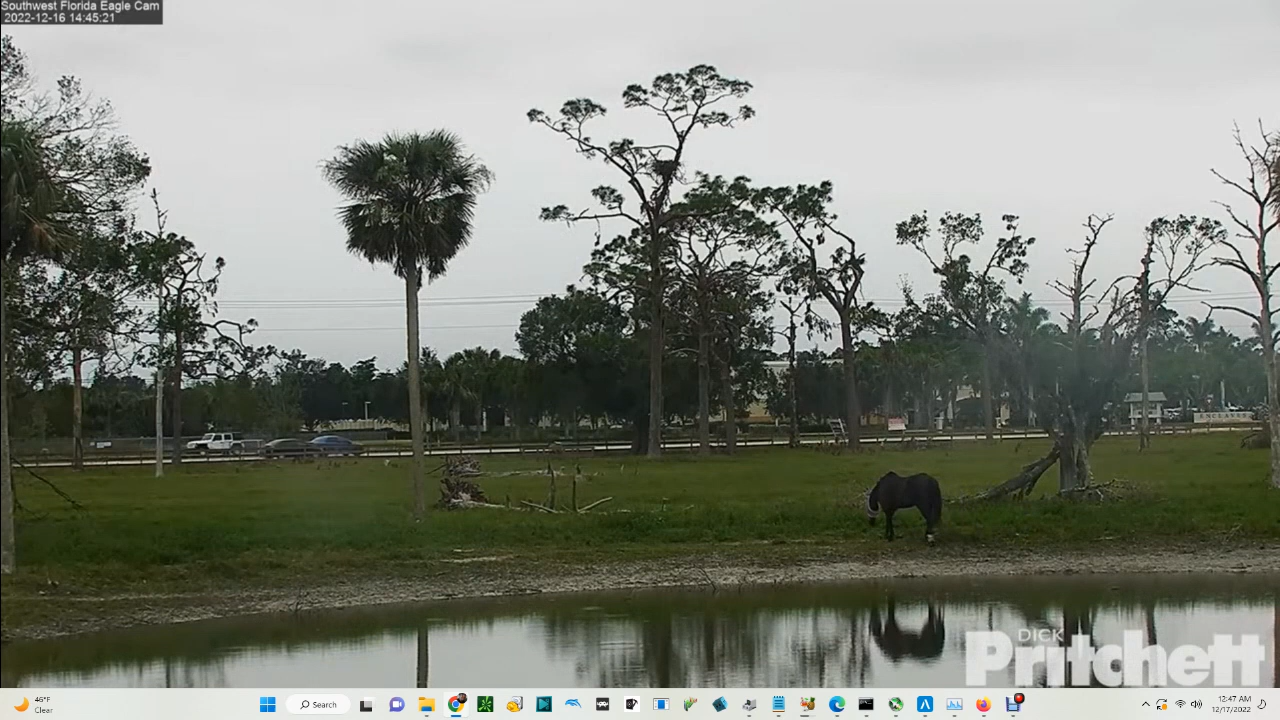 Southwest Florida Eagle Cam
2022-12-16 14:45:21
DICK
Pritchett
46°F
Clear
Search
12:47 AM
12/17/2022